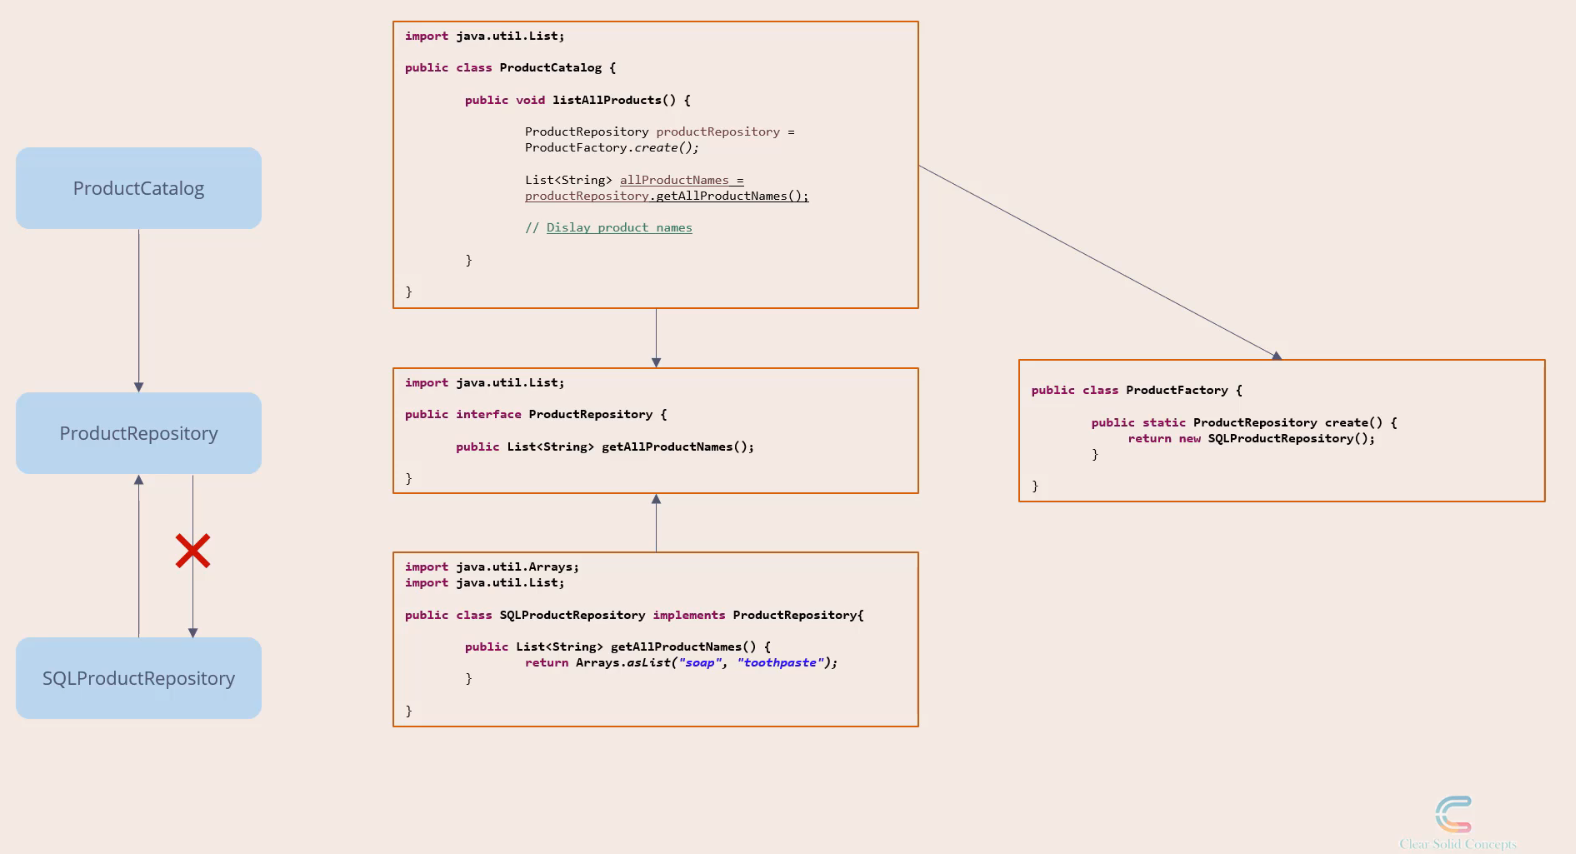 ProductCatalog
ProductRepository
SQLProductRepository
import java.util.List;
public class ProductCatalog {
public void listAllProducts() {
ProductRepository productRepository =
ProductFactory.create();
List<String> allProductNames =
productRepository.getAllProductNames();
// Dislay product names
}
}
import java.util.List;
public interface ProductRepository {
public List<String> getAllProductNames();
}
import java.util.Arrays;
import java.util.List;
public class SQLProductRepository implements ProductRepository{
public List<String> getAllProductNames() {
return Arrays.asList("soap", "toothpaste");
}
}
public class ProductFactory {
public static ProductRepository create() {
return new SQLProductRepository();
}
}
Clear Solid Concepts